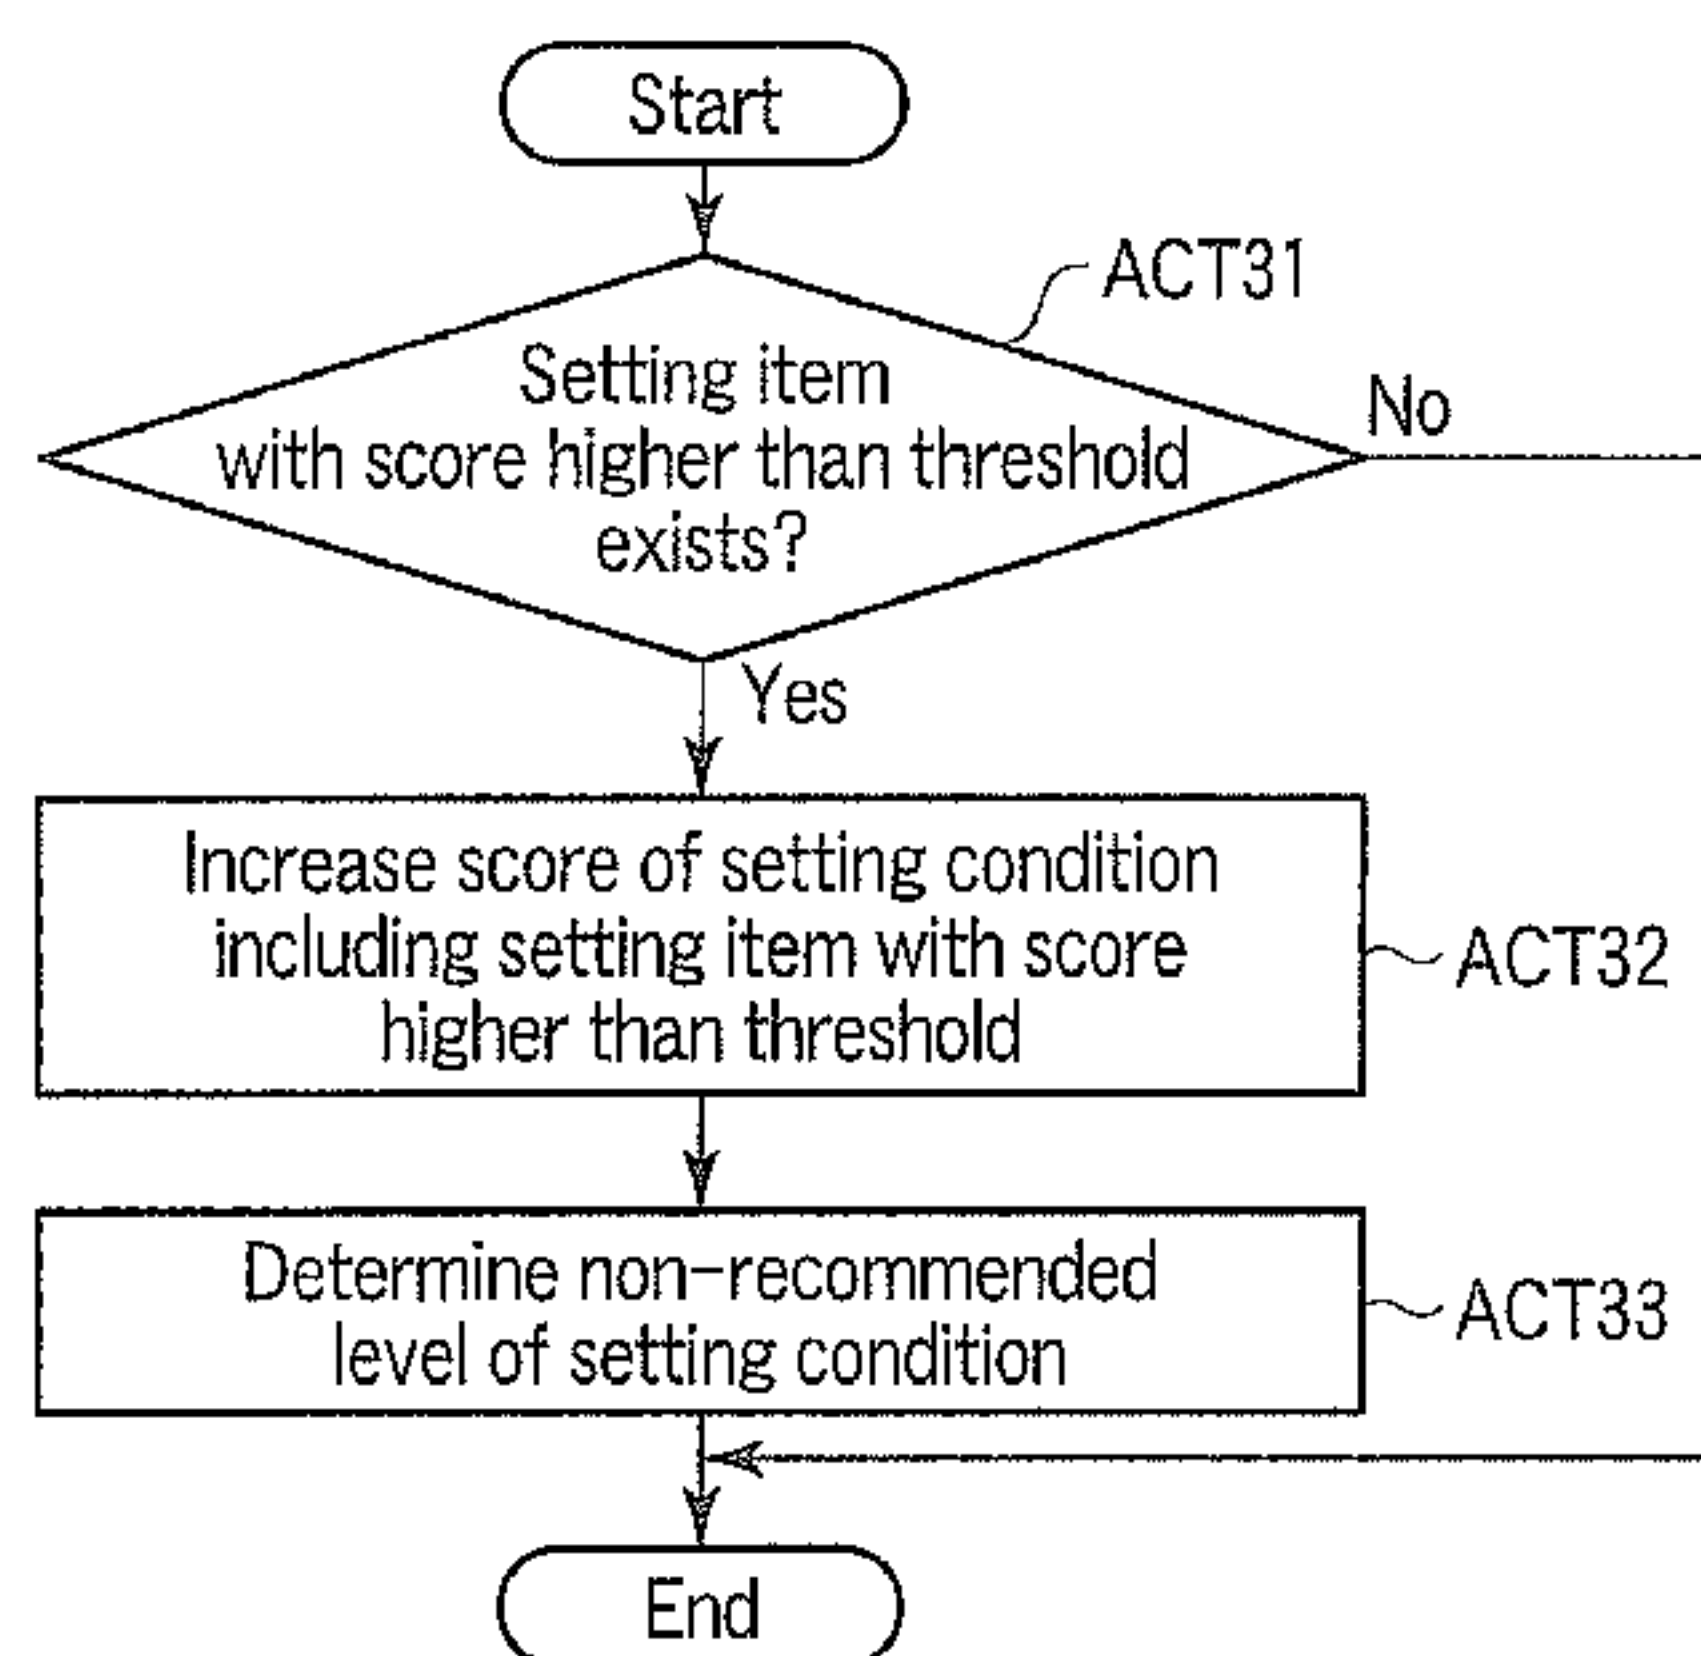 Start
ACT31
Setting item
with score higher than threshold
exists?
No
Yes
Increase score of setting condition
including setting item with score
higher than threshold
ACT32
Determine non-recommended
level of setting condition
ACT33
End